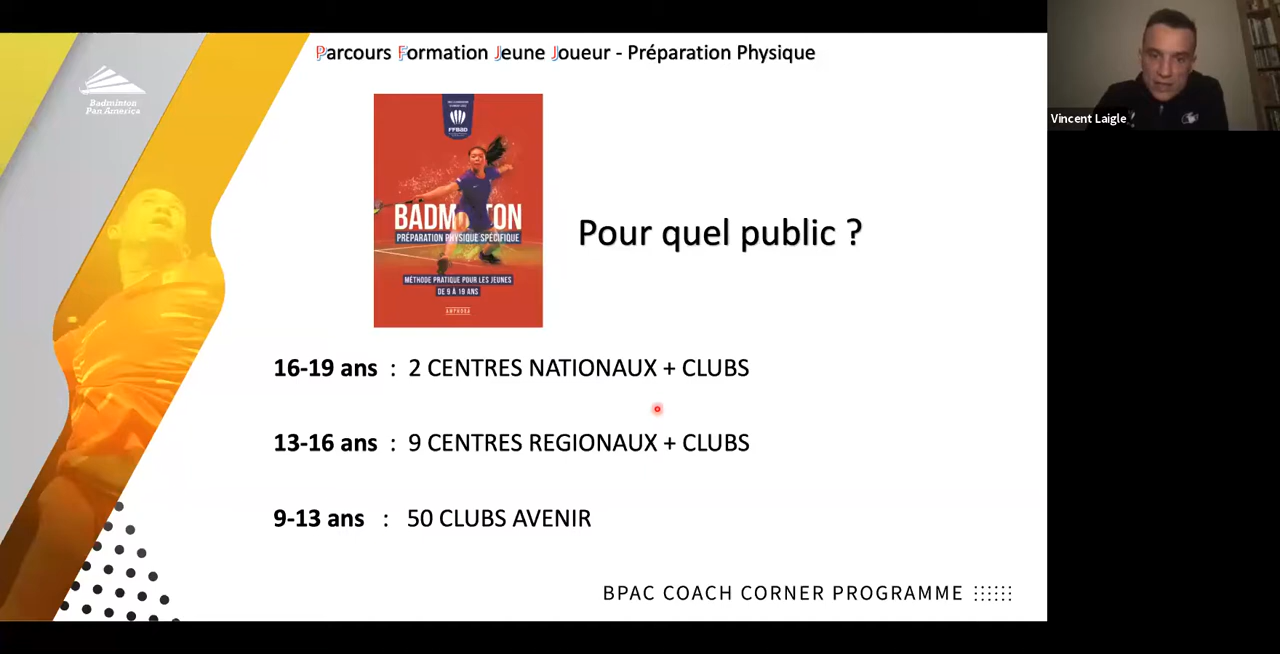 Parcours Formation Jeune Joueur - Préparation Physique
Badminton
Pan America
Vincent Laigle
FFBaD
BADMINTON
PRÉPARATION PHYSIQUE SPÉCIFIQUE
MÉTHODE PRATIQUE POUR LES JEUNES
DE 9 À 19 ANS
AMPHORA
Pour quel public ?
16-19 ans : 2 CENTRES NATIONAUX + CLUBS
13-16 ans : 9 CENTRES REGIONAUX + CLUBS
9-13 ans : 50 CLUBS AVENIR
BPAC COACH CORNER PROGRAMME